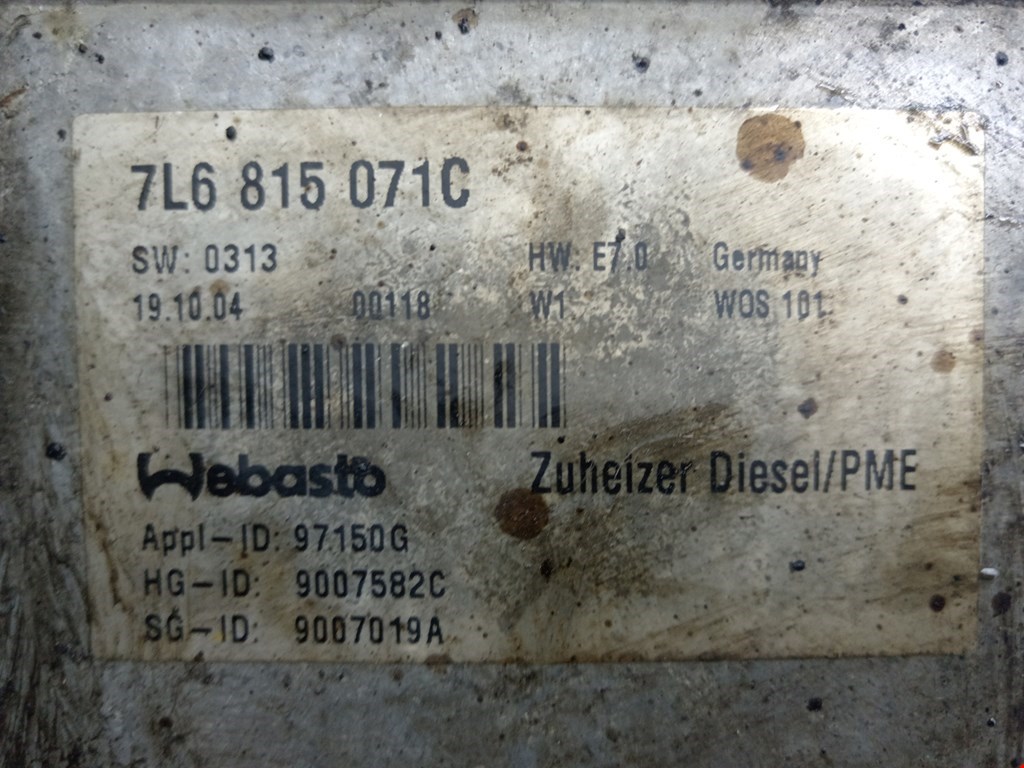 7L6 815 071C
SW: 0313 HW: E7.0 Germany
19.10.04 00118 W1 WOS 101
Webasto Zuheizer Diesel/PME
Appl-ID: 97150G
HG-ID: 9007582C
SG-ID: 9007019A